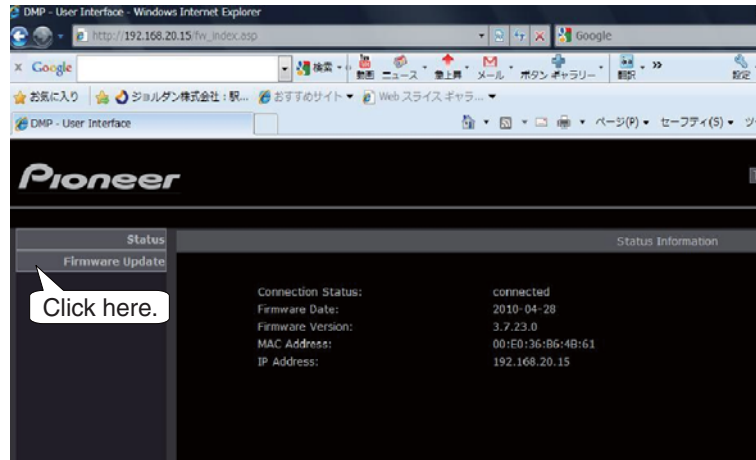 DMP - User Interface - Windows Internet Explorer
http://192.168.20.15/fw_index.asp
Google
× Google
検索
動画
ニュース
急上昇
メール
ボタン ギャラリー
翻訳
»
設定
お気に入り
ジョルダン株式会社：駅...
おすすめサイト ▼
Web スライス ギャラ... ▼
DMP - User Interface
ページ(P) ▼
セーフティ(S) ▼
Pioneer
Status
Status Information
Firmware Update
Click here.
Connection Status: connected
Firmware Date: 2010-04-28
Firmware Version: 3.7.23.0
MAC Address: 00:E0:36:B6:4B:61
IP Address: 192.168.20.15